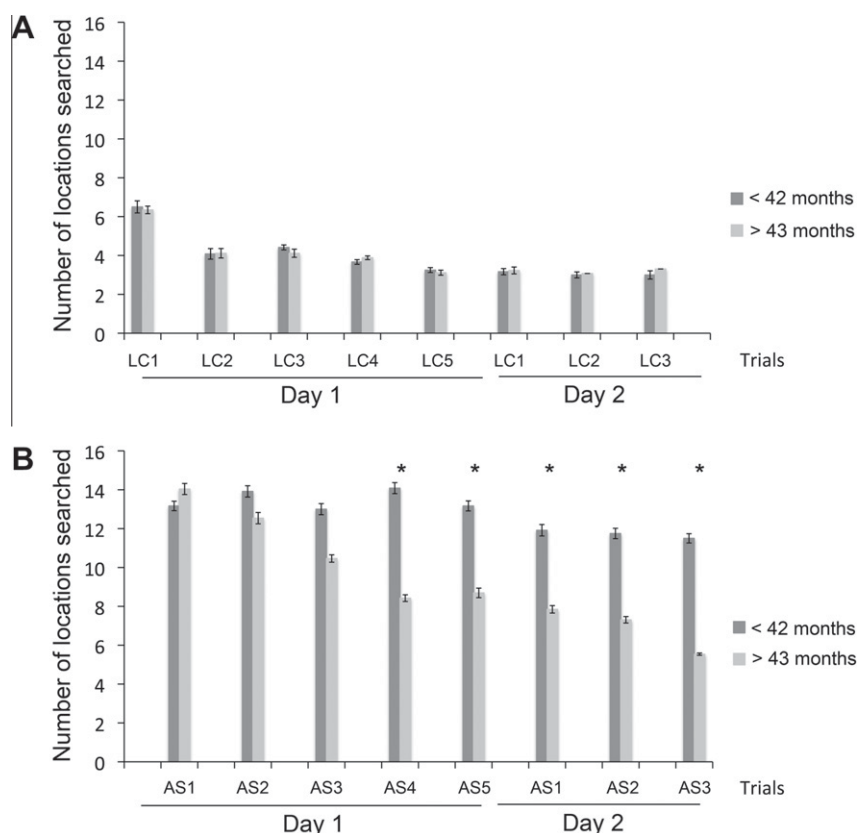 A
Number of locations searched
16
14
12
10
8
6
4
2
0
< 42 months
> 43 months
LC1 LC2 LC3 LC4 LC5 LC1 LC2 LC3 Trials
Day 1 Day 2
B
Number of locations searched
16
14
12
10
8
6
4
2
0
* * * * *
< 42 months
> 43 months
AS1 AS2 AS3 AS4 AS5 AS1 AS2 AS3 Trials
Day 1 Day 2